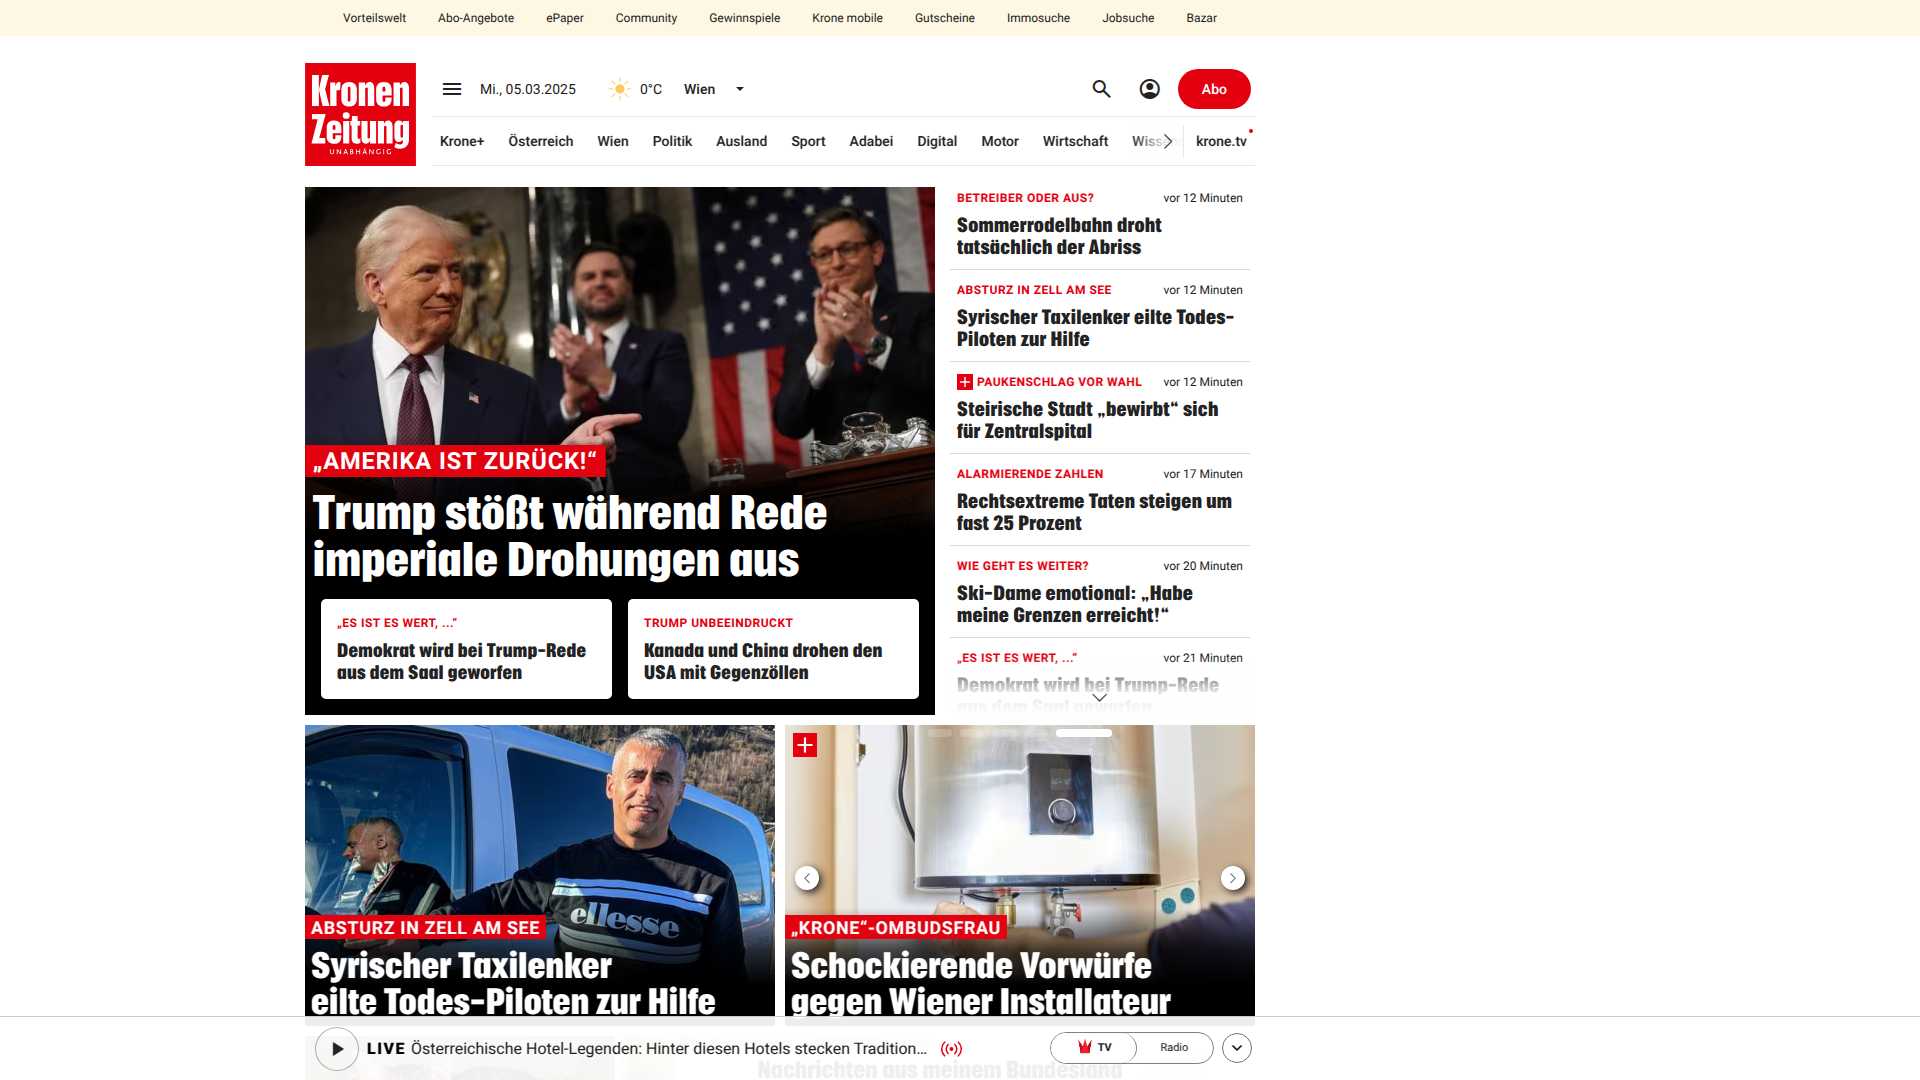 Vorteilswelt
Abo-Angebote
ePaper
Community
Gewinnspiele
Krone mobile
Gutscheine
Immosuche
Jobsuche
Bazar
Kronen
Zeitung
UNABHÄNGIG
Mi., 05.03.2025
0°C
Wien
Abo
Krone+
Österreich
Wien
Politik
Ausland
Sport
Adabei
Digital
Motor
Wirtschaft
Wiss
krone.tv
„AMERIKA IST ZURÜCK!“
Trump stößt während Rede
imperiale Drohungen aus
„ES IST ES WERT, ...“
Demokrat wird bei Trump-Rede
aus dem Saal geworfen
TRUMP UNBEEINDRUCKT
Kanada und China drohen den
USA mit Gegenzöllen
BETREIBER ODER AUS?
vor 12 Minuten
Sommerrodelbahn droht
tatsächlich der Abriss
ABSTURZ IN ZELL AM SEE
vor 12 Minuten
Syrischer Taxilenker eilte Todes-
Piloten zur Hilfe
PAUKENSCHLAG VOR WAHL
vor 12 Minuten
Steirische Stadt „bewirbt“ sich
für Zentralspital
ALARMIERENDE ZAHLEN
vor 17 Minuten
Rechtsextreme Taten steigen um
fast 25 Prozent
WIE GEHT ES WEITER?
vor 20 Minuten
Ski-Dame emotional: „Habe
meine Grenzen erreicht!“
„ES IST ES WERT, ...“
vor 21 Minuten
Demokrat wird bei Trump-Rede
aus dem Saal geworfen
ellesse
ABSTURZ IN ZELL AM SEE
Syrischer Taxilenker
eilte Todes-Piloten zur Hilfe
„KRONE“-OMBUDSFRAU
Schockierende Vorwürfe
gegen Wiener Installateur
LIVE Österreichische Hotel-Legenden: Hinter diesen Hotels stecken Tradition...
TV
Radio
Nachrichten aus meinem Bundesland